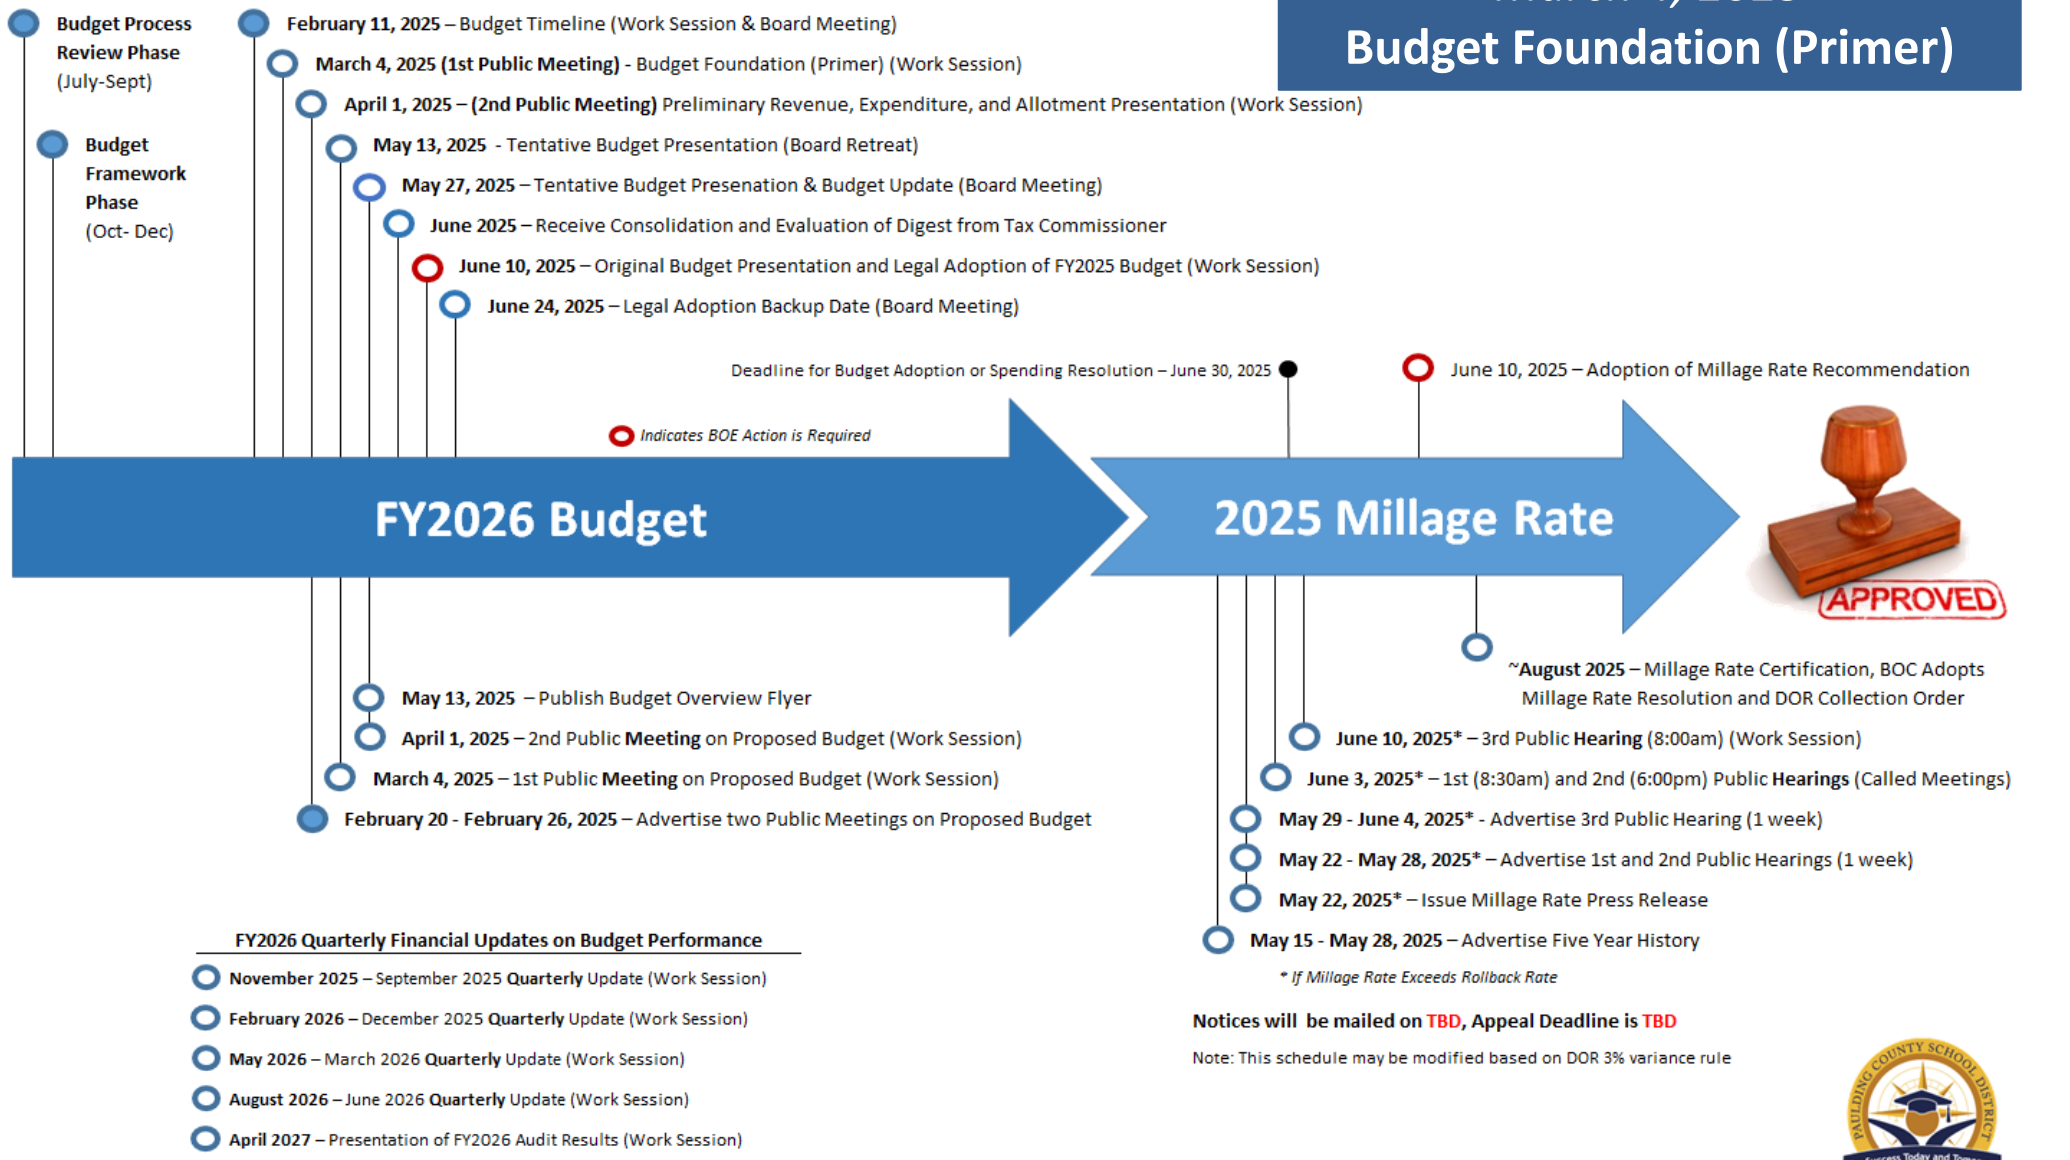 Budget Foundation (Primer)
Budget Process
Review Phase
(July-Sept)
Budget
Framework
Phase
(Oct- Dec)
February 11, 2025 – Budget Timeline (Work Session & Board Meeting)
March 4, 2025 (1st Public Meeting) - Budget Foundation (Primer) (Work Session)
April 1, 2025 – (2nd Public Meeting) Preliminary Revenue, Expenditure, and Allotment Presentation (Work Session)
May 13, 2025 - Tentative Budget Presentation (Board Retreat)
May 27, 2025 – Tentative Budget Presenation & Budget Update (Board Meeting)
June 2025 – Receive Consolidation and Evaluation of Digest from Tax Commissioner
June 10, 2025 – Original Budget Presentation and Legal Adoption of FY2025 Budget (Work Session)
June 24, 2025 – Legal Adoption Backup Date (Board Meeting)
Deadline for Budget Adoption or Spending Resolution – June 30, 2025
June 10, 2025 – Adoption of Millage Rate Recommendation
Indicates BOE Action is Required
FY2026 Budget
2025 Millage Rate
APPROVED
May 13, 2025 – Publish Budget Overview Flyer
April 1, 2025 – 2nd Public Meeting on Proposed Budget (Work Session)
March 4, 2025 – 1st Public Meeting on Proposed Budget (Work Session)
February 20 - February 26, 2025 – Advertise two Public Meetings on Proposed Budget
~August 2025 – Millage Rate Certification, BOC Adopts
Millage Rate Resolution and DOR Collection Order
June 10, 2025* – 3rd Public Hearing (8:00am) (Work Session)
June 3, 2025* – 1st (8:30am) and 2nd (6:00pm) Public Hearings (Called Meetings)
May 29 - June 4, 2025* - Advertise 3rd Public Hearing (1 week)
May 22 - May 28, 2025* – Advertise 1st and 2nd Public Hearings (1 week)
May 22, 2025* – Issue Millage Rate Press Release
May 15 - May 28, 2025 – Advertise Five Year History
* If Millage Rate Exceeds Rollback Rate
Notices will be mailed on TBD, Appeal Deadline is TBD
Note: This schedule may be modified based on DOR 3% variance rule
FY2026 Quarterly Financial Updates on Budget Performance
November 2025 – September 2025 Quarterly Update (Work Session)
February 2026 – December 2025 Quarterly Update (Work Session)
May 2026 – March 2026 Quarterly Update (Work Session)
August 2026 – June 2026 Quarterly Update (Work Session)
April 2027 – Presentation of FY2026 Audit Results (Work Session)
PAULDING COUNTY SCHOOL DISTRICT